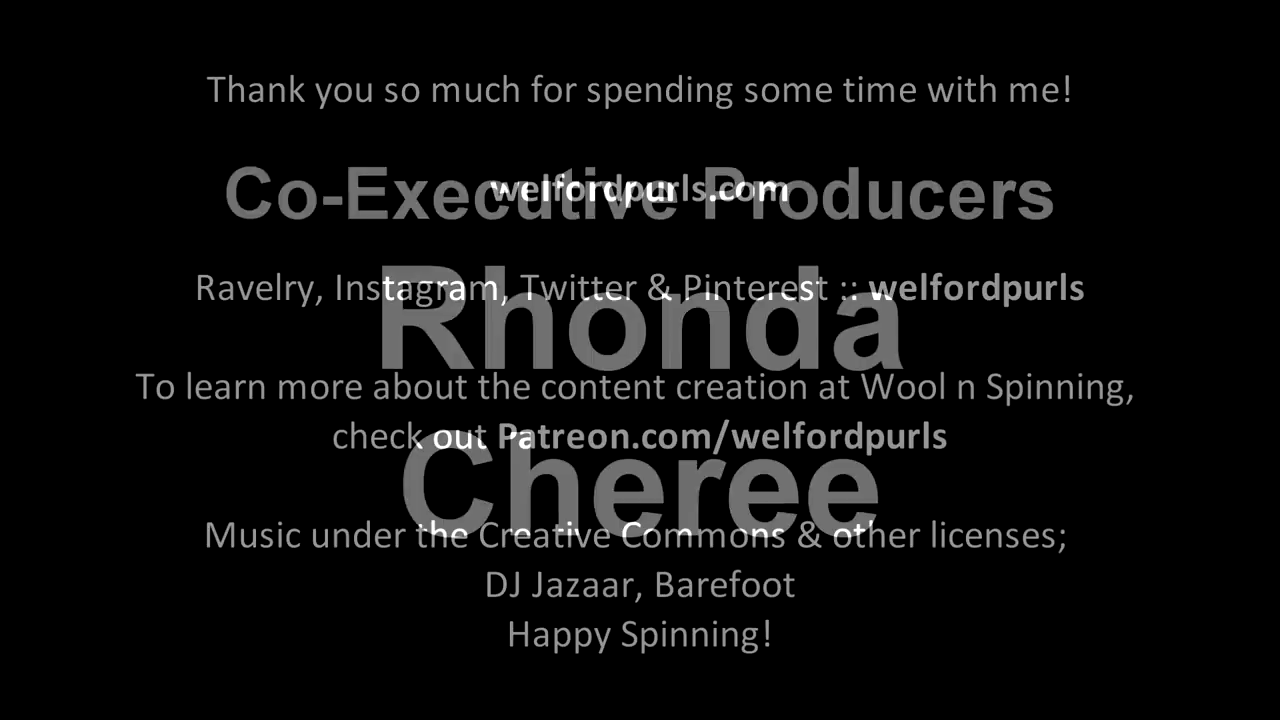 Thank you so much for spending some time with me!
Co-Executive Producers
welfordpurls.com
Ravelry, Instagram, Twitter & Pinterest :: welfordpurls
Rhonda
To learn more about the content creation at Wool n Spinning,
check out Patreon.com/welfordpurls
Cheree
Music under the Creative Commons & other licenses;
DJ Jazaar, Barefoot
Happy Spinning!